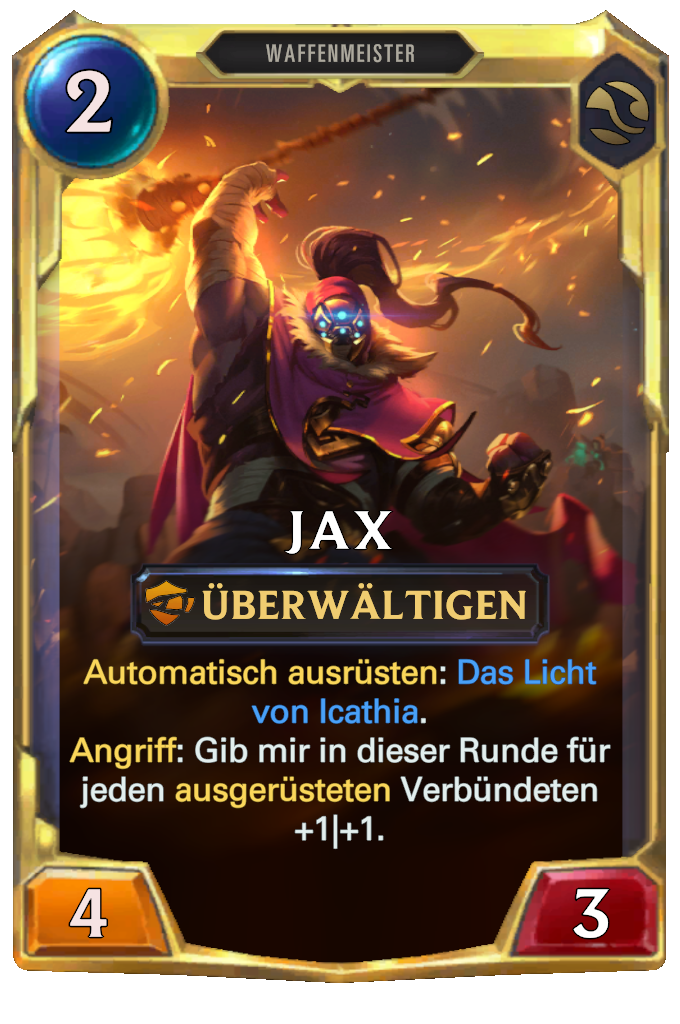 WAFFENMEISTER
2
JAX
ÜBERWÄLTIGEN
Automatisch ausrüsten: Das Licht
von Icathia.
Angriff: Gib mir in dieser Runde für
jeden ausgerüsteten Verbündeten
+1|+1.
4
3